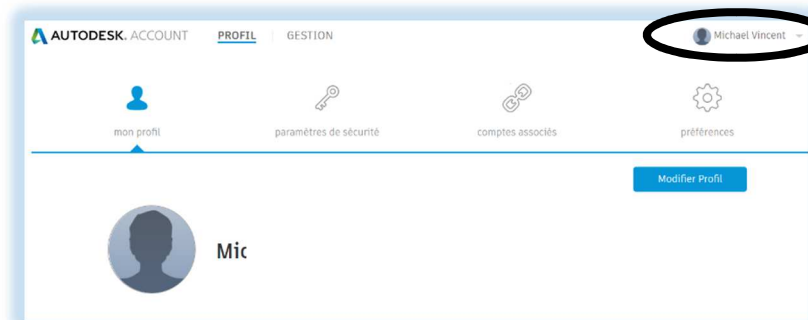 AUTODESK. ACCOUNT PROFIL GESTION Michael Vincent
mon profil paramètres de sécurité comptes associés préférences
Modifier Profil
Mic